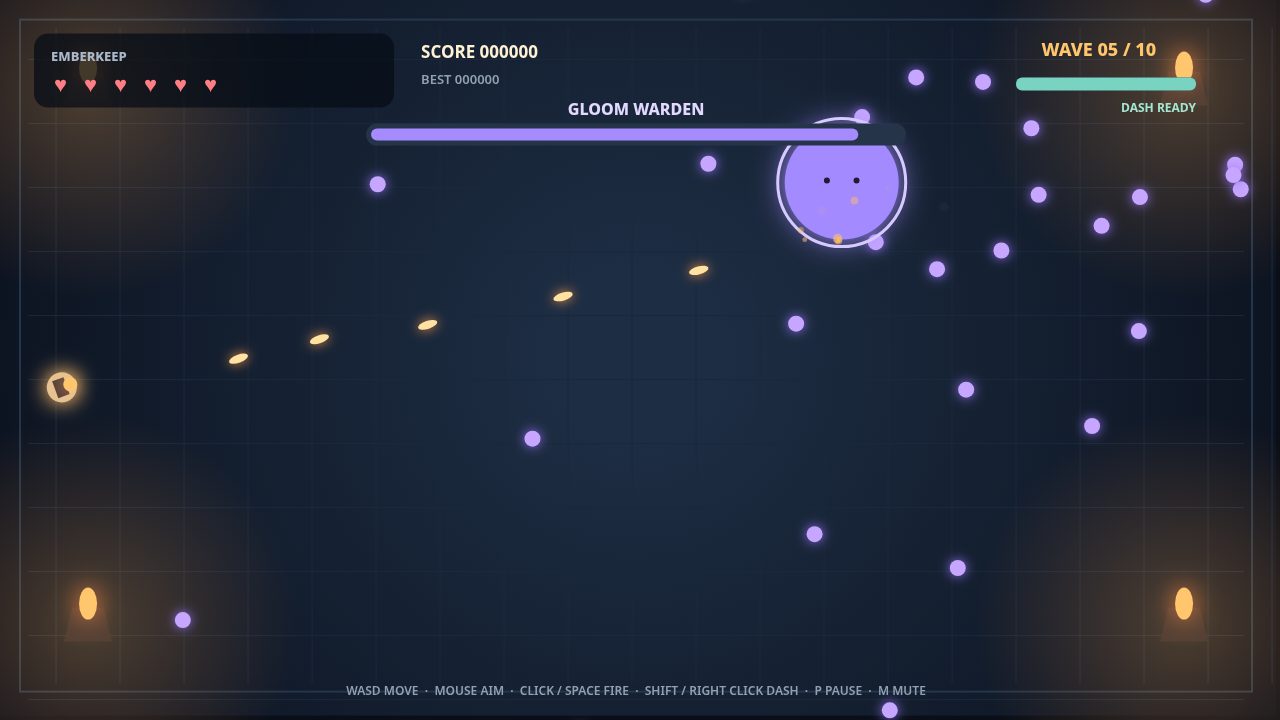 EMBERKEEP
♥ ♥ ♥ ♥ ♥ ♥
SCORE 000000
BEST 000000
WAVE 05 / 10
DASH READY
GLOOM WARDEN
WASD MOVE · MOUSE AIM · CLICK / SPACE FIRE · SHIFT / RIGHT CLICK DASH · P PAUSE · M MUTE